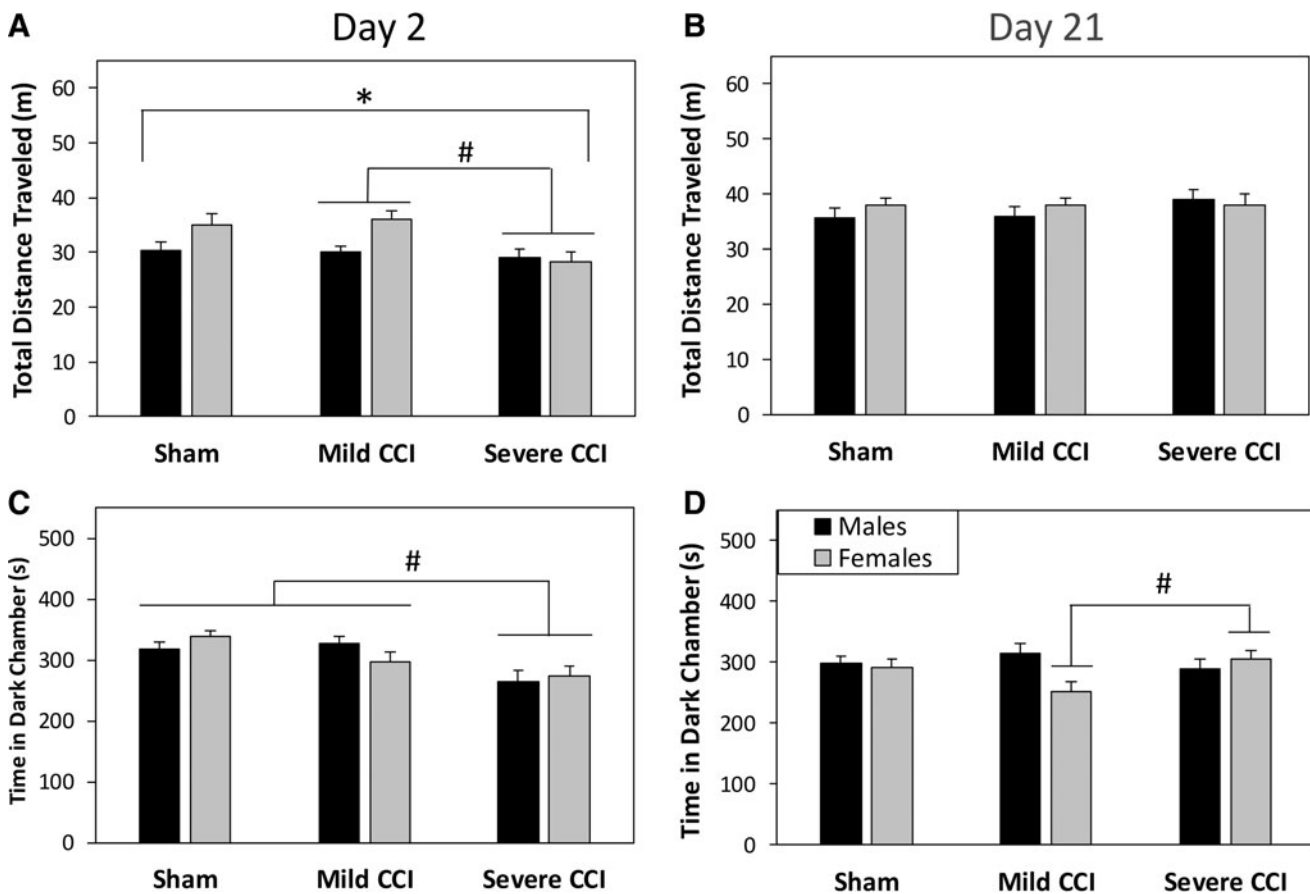 A
Day 2
Total Distance Traveled (m)
60
50
40
30
20
10
0
*
#
Sham
Mild CCI
Severe CCI
B
Day 21
Total Distance Traveled (m)
60
50
40
30
20
10
0
Sham
Mild CCI
Severe CCI
C
Time in Dark Chamber (s)
500
400
300
200
100
0
#
Sham
Mild CCI
Severe CCI
D
Time in Dark Chamber (s)
500
400
300
200
100
0
Males
Females
#
Sham
Mild CCI
Severe CCI